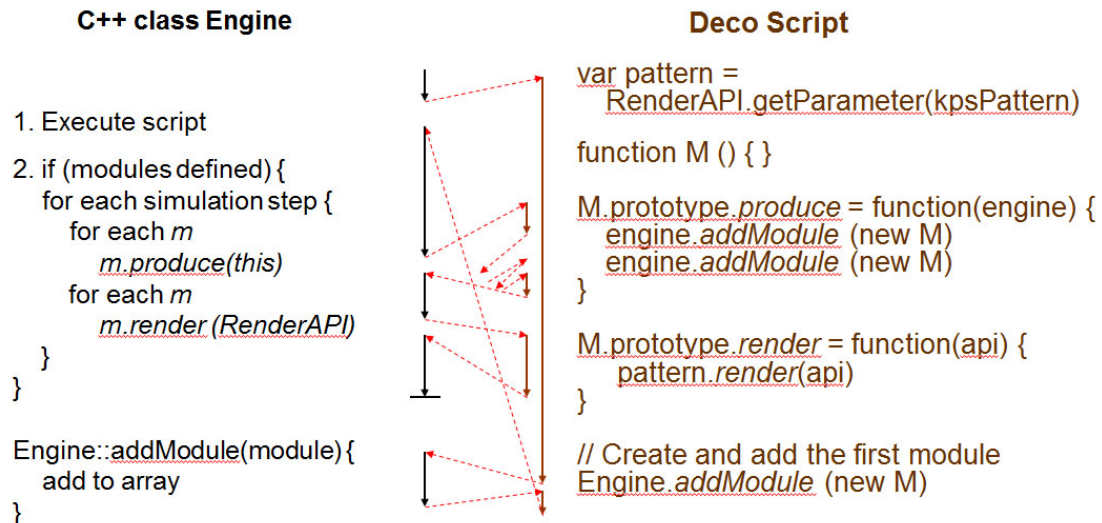 C++ class Engine
1. Execute script
2. if (modules defined) {
for each simulation step {
for each m
m.produce(this)
for each m
m.render (RenderAPI)
}
}
Engine::addModule(module) {
add to array
}
Deco Script
var pattern =
RenderAPI.getParameter(kpsPattern)
function M () { }
M.prototype.produce = function(engine) {
engine.addModule (new M)
engine.addModule (new M)
}
M.prototype.render = function(api) {
pattern.render(api)
}
// Create and add the first module
Engine.addModule (new M)